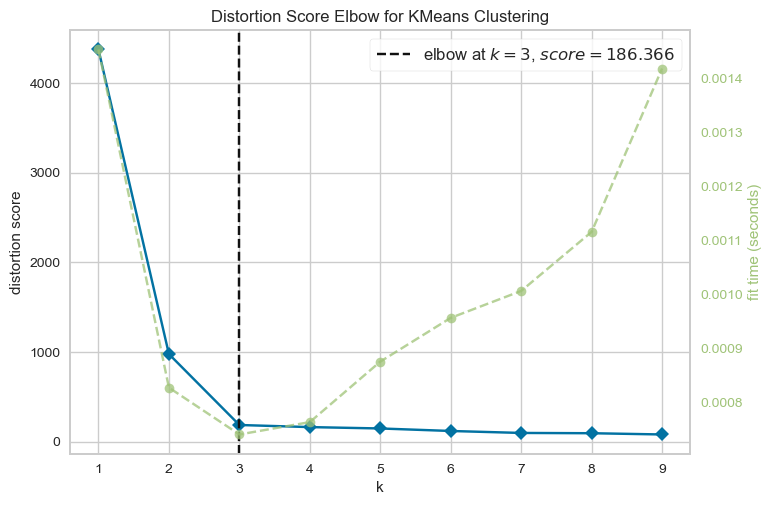 Distortion Score Elbow for KMeans Clustering
elbow at k = 3, score = 186.366
distortion score
4000
3000
2000
1000
0
1 2 3 4 5 6 7 8 9
k
0.0014
0.0013
0.0012
0.0011
0.0010
0.0009
0.0008
fit time (seconds)